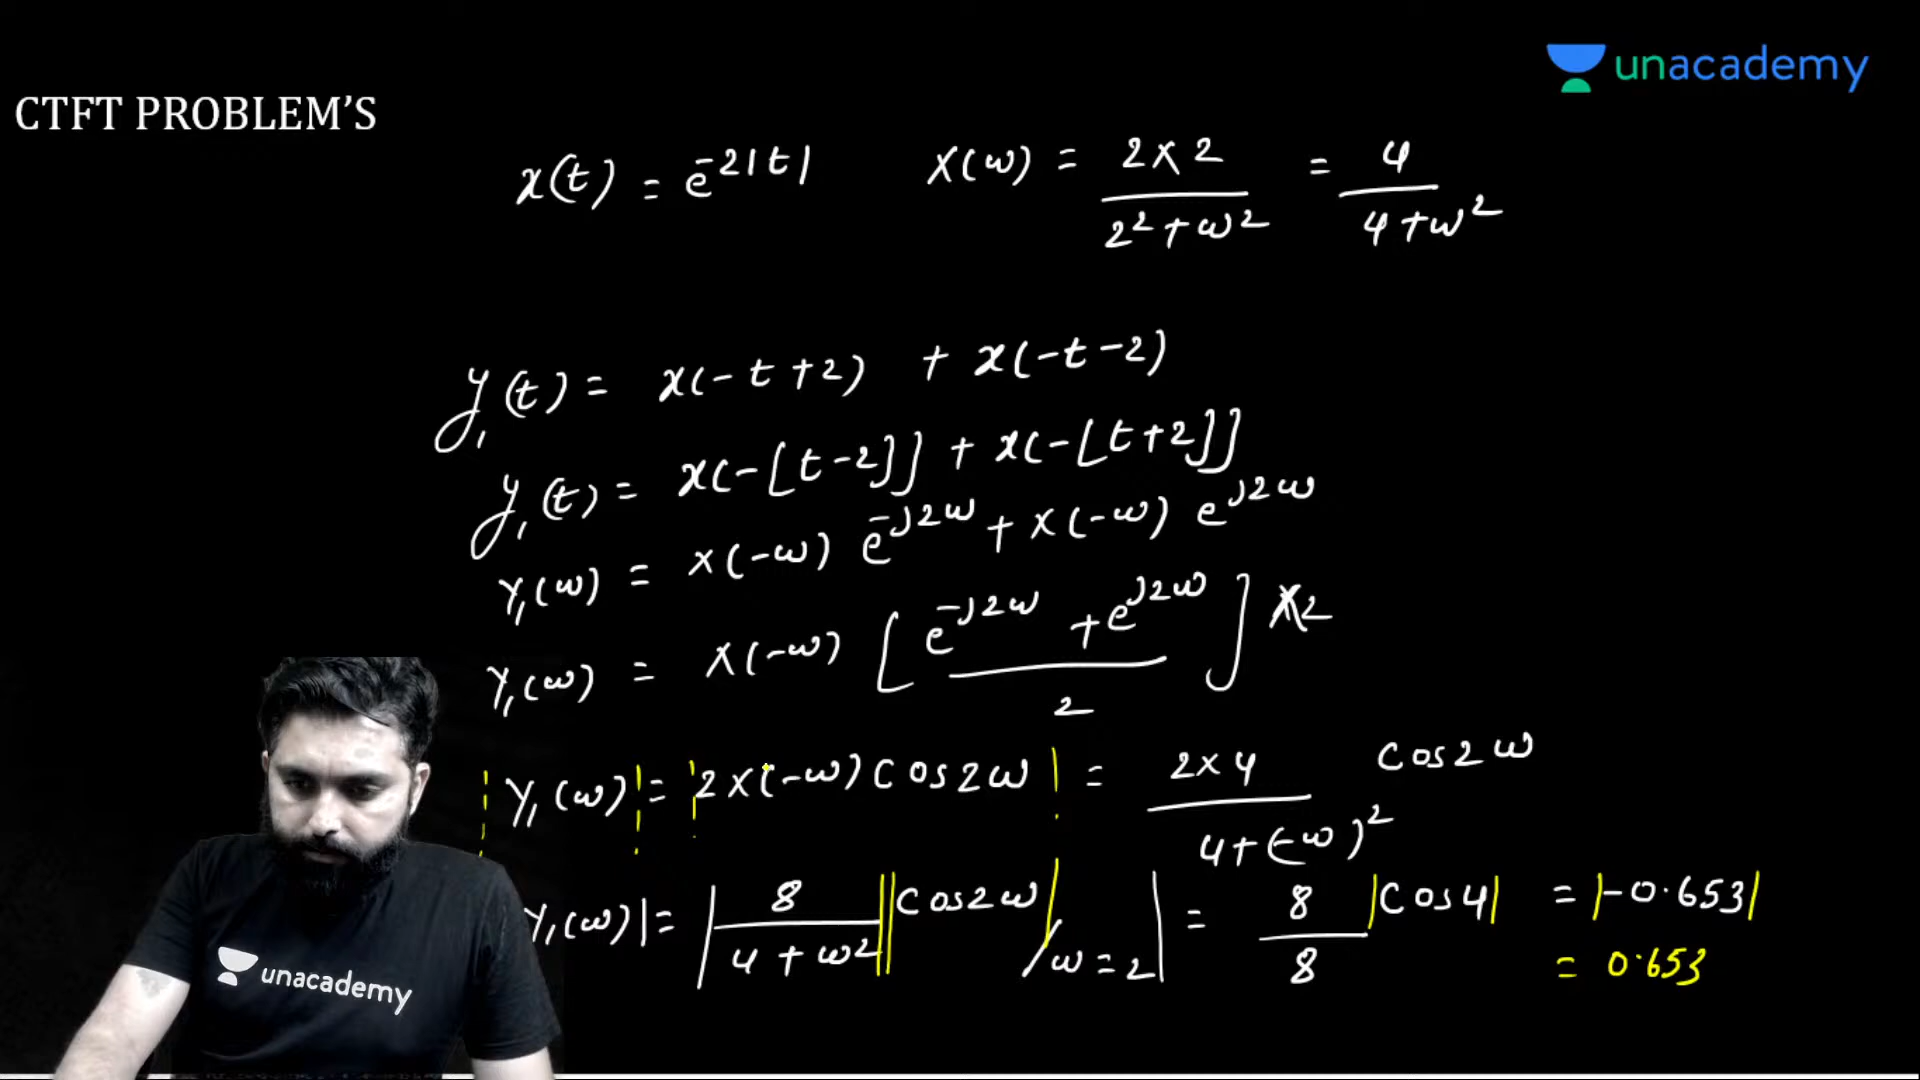 unacademy
CTFT PROBLEM'S
x(t) = e^{-2|t|}   X(ω) = (2×2)/(2²+ω²) = 4/(4+ω²)
y₁(t) = x(-t+2) + x(-t-2)
y₁(t) = x(-[t-2]] + x(-[t+2]]
Y₁(ω) = X(-ω) e^{-j2ω} + X(-ω) e^{j2ω}
Y₁(ω) = X(-ω) [(e^{-j2ω} + e^{j2ω})/2] ×2
|Y₁(ω)| = |2X(-ω) Cos2ω| = (2×4)/(4+(-ω)²) Cos2ω
Y₁(ω)| = |8/(4+ω²)||Cos2ω|/ω=2| = 8/8 |Cos4| = |-0.653|
= 0.653
unacademy